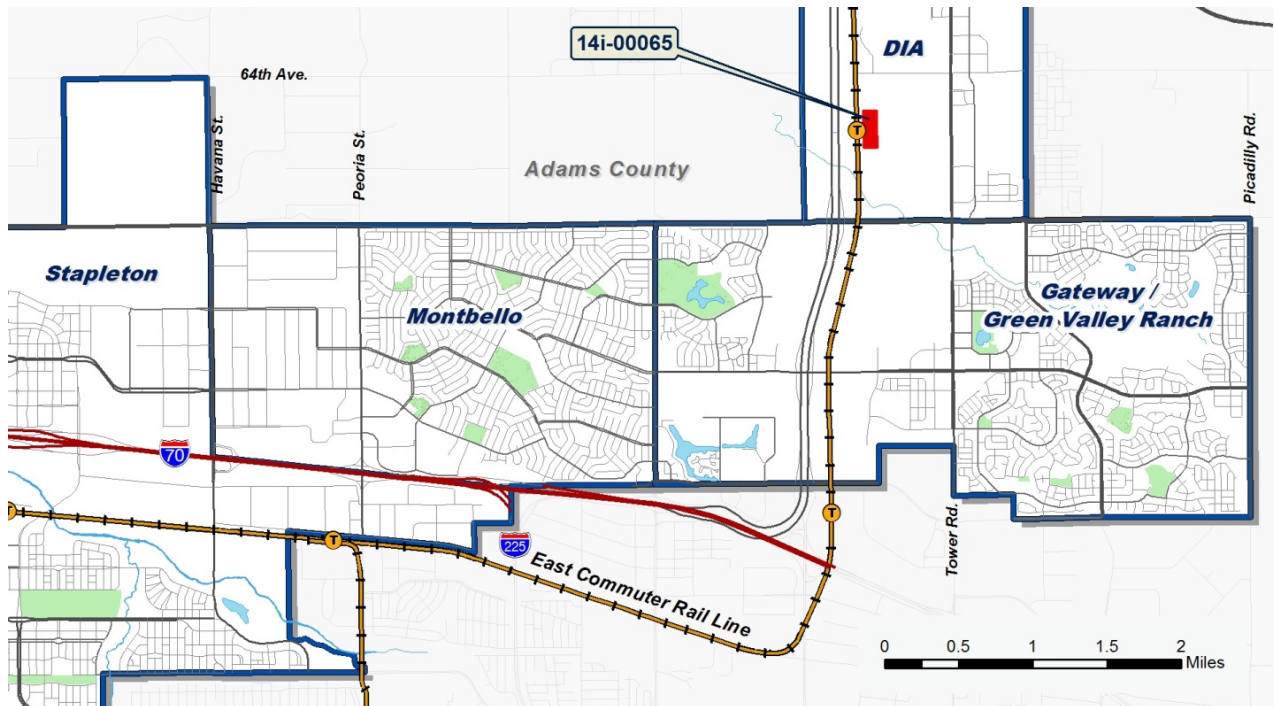 14i-00065
DIA
64th Ave.
Havana St.
Peoria St.
Adams County
Picadilly Rd.
T
Stapleton
Montbello
Gateway /
Green Valley Ranch
70
T
T
T
225
East Commuter Rail Line
Tower Rd.
0 0.5 1 1.5 2
Miles